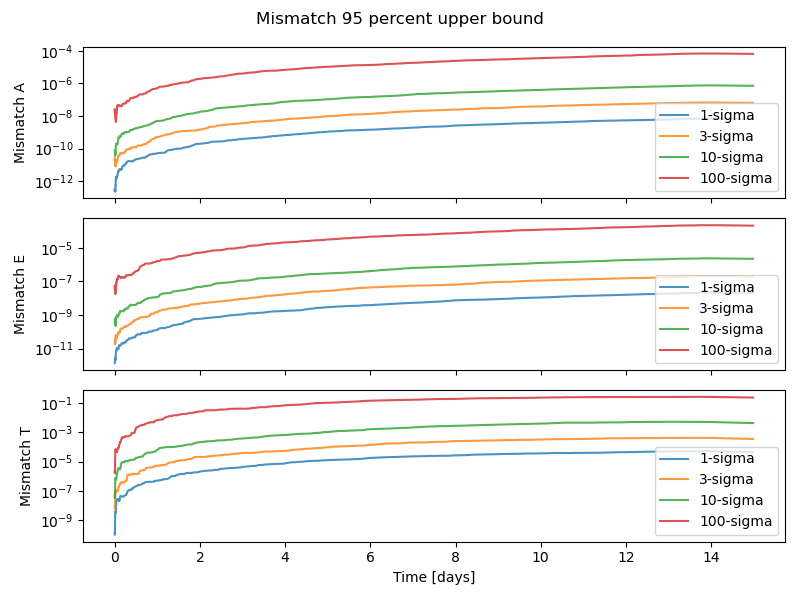 Mismatch 95 percent upper bound
Mismatch A
10⁻⁴
10⁻⁶
10⁻⁸
10⁻¹⁰
10⁻¹²
1-sigma
3-sigma
10-sigma
100-sigma
Mismatch E
10⁻⁵
10⁻⁷
10⁻⁹
10⁻¹¹
1-sigma
3-sigma
10-sigma
100-sigma
Mismatch T
10⁻¹
10⁻³
10⁻⁵
10⁻⁷
10⁻⁹
1-sigma
3-sigma
10-sigma
100-sigma
0 2 4 6 8 10 12 14
Time [days]